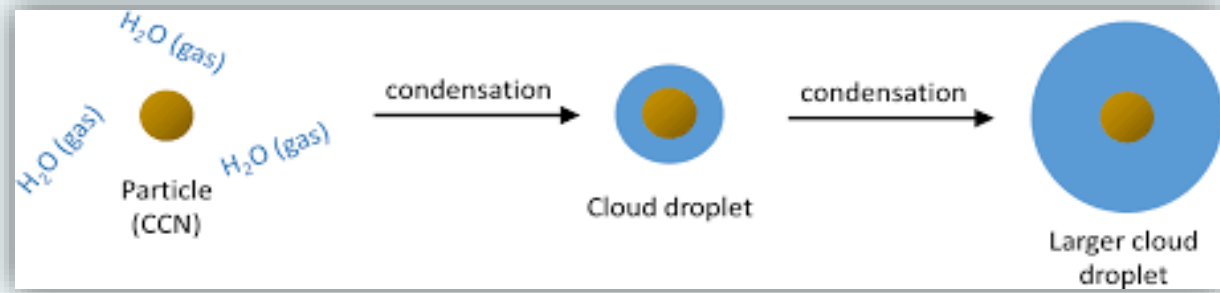 H₂O (gas)
H₂O (gas)
H₂O (gas)
Particle
(CCN)
condensation
Cloud droplet
condensation
Larger cloud
droplet